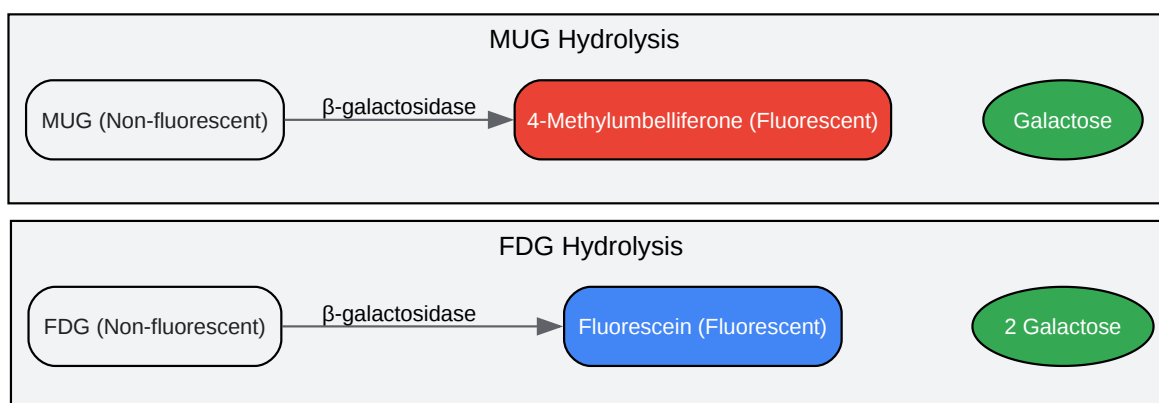 MUG Hydrolysis
MUG (Non-fluorescent)
β-galactosidase
4-Methylumbelliferone (Fluorescent)
Galactose
FDG Hydrolysis
FDG (Non-fluorescent)
β-galactosidase
Fluorescein (Fluorescent)
2 Galactose